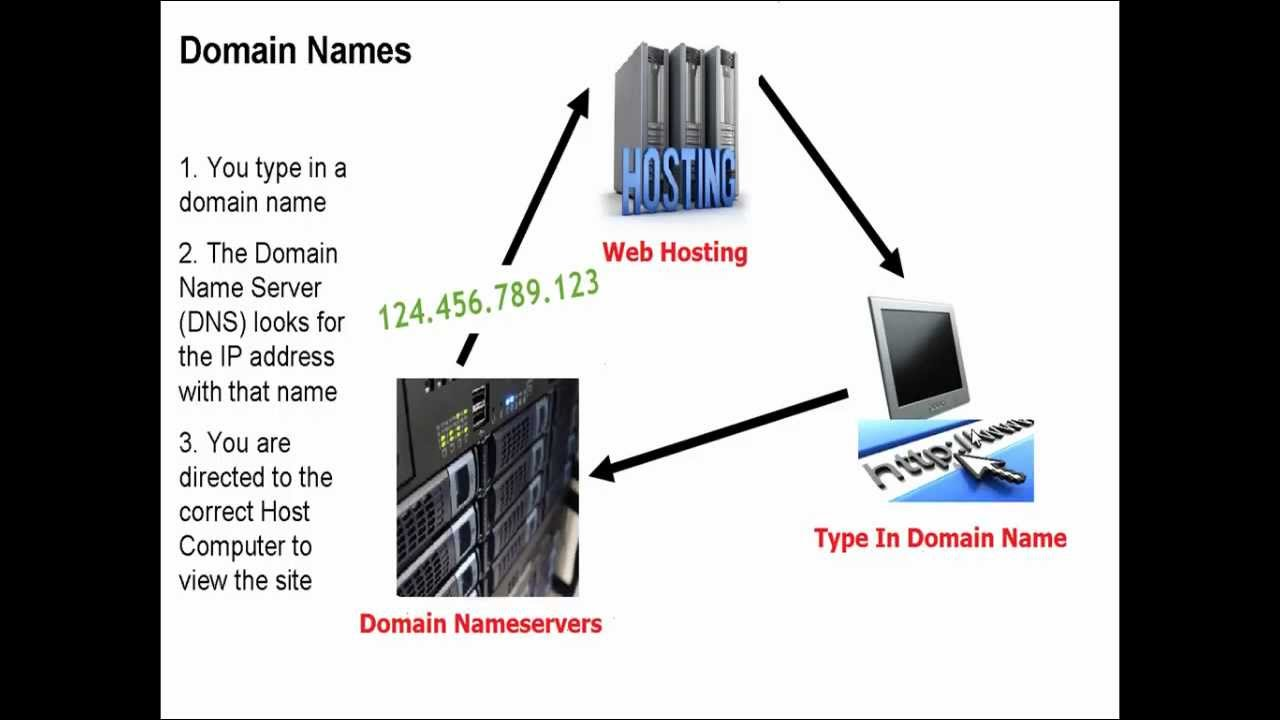 Domain Names
1. You type in a
domain name
2. The Domain
Name Server
(DNS) looks for
the IP address
with that name
3. You are
directed to the
correct Host
Computer to
view the site
HOSTING
Web Hosting
124.456.789.123
http://www
Type In Domain Name
Domain Nameservers